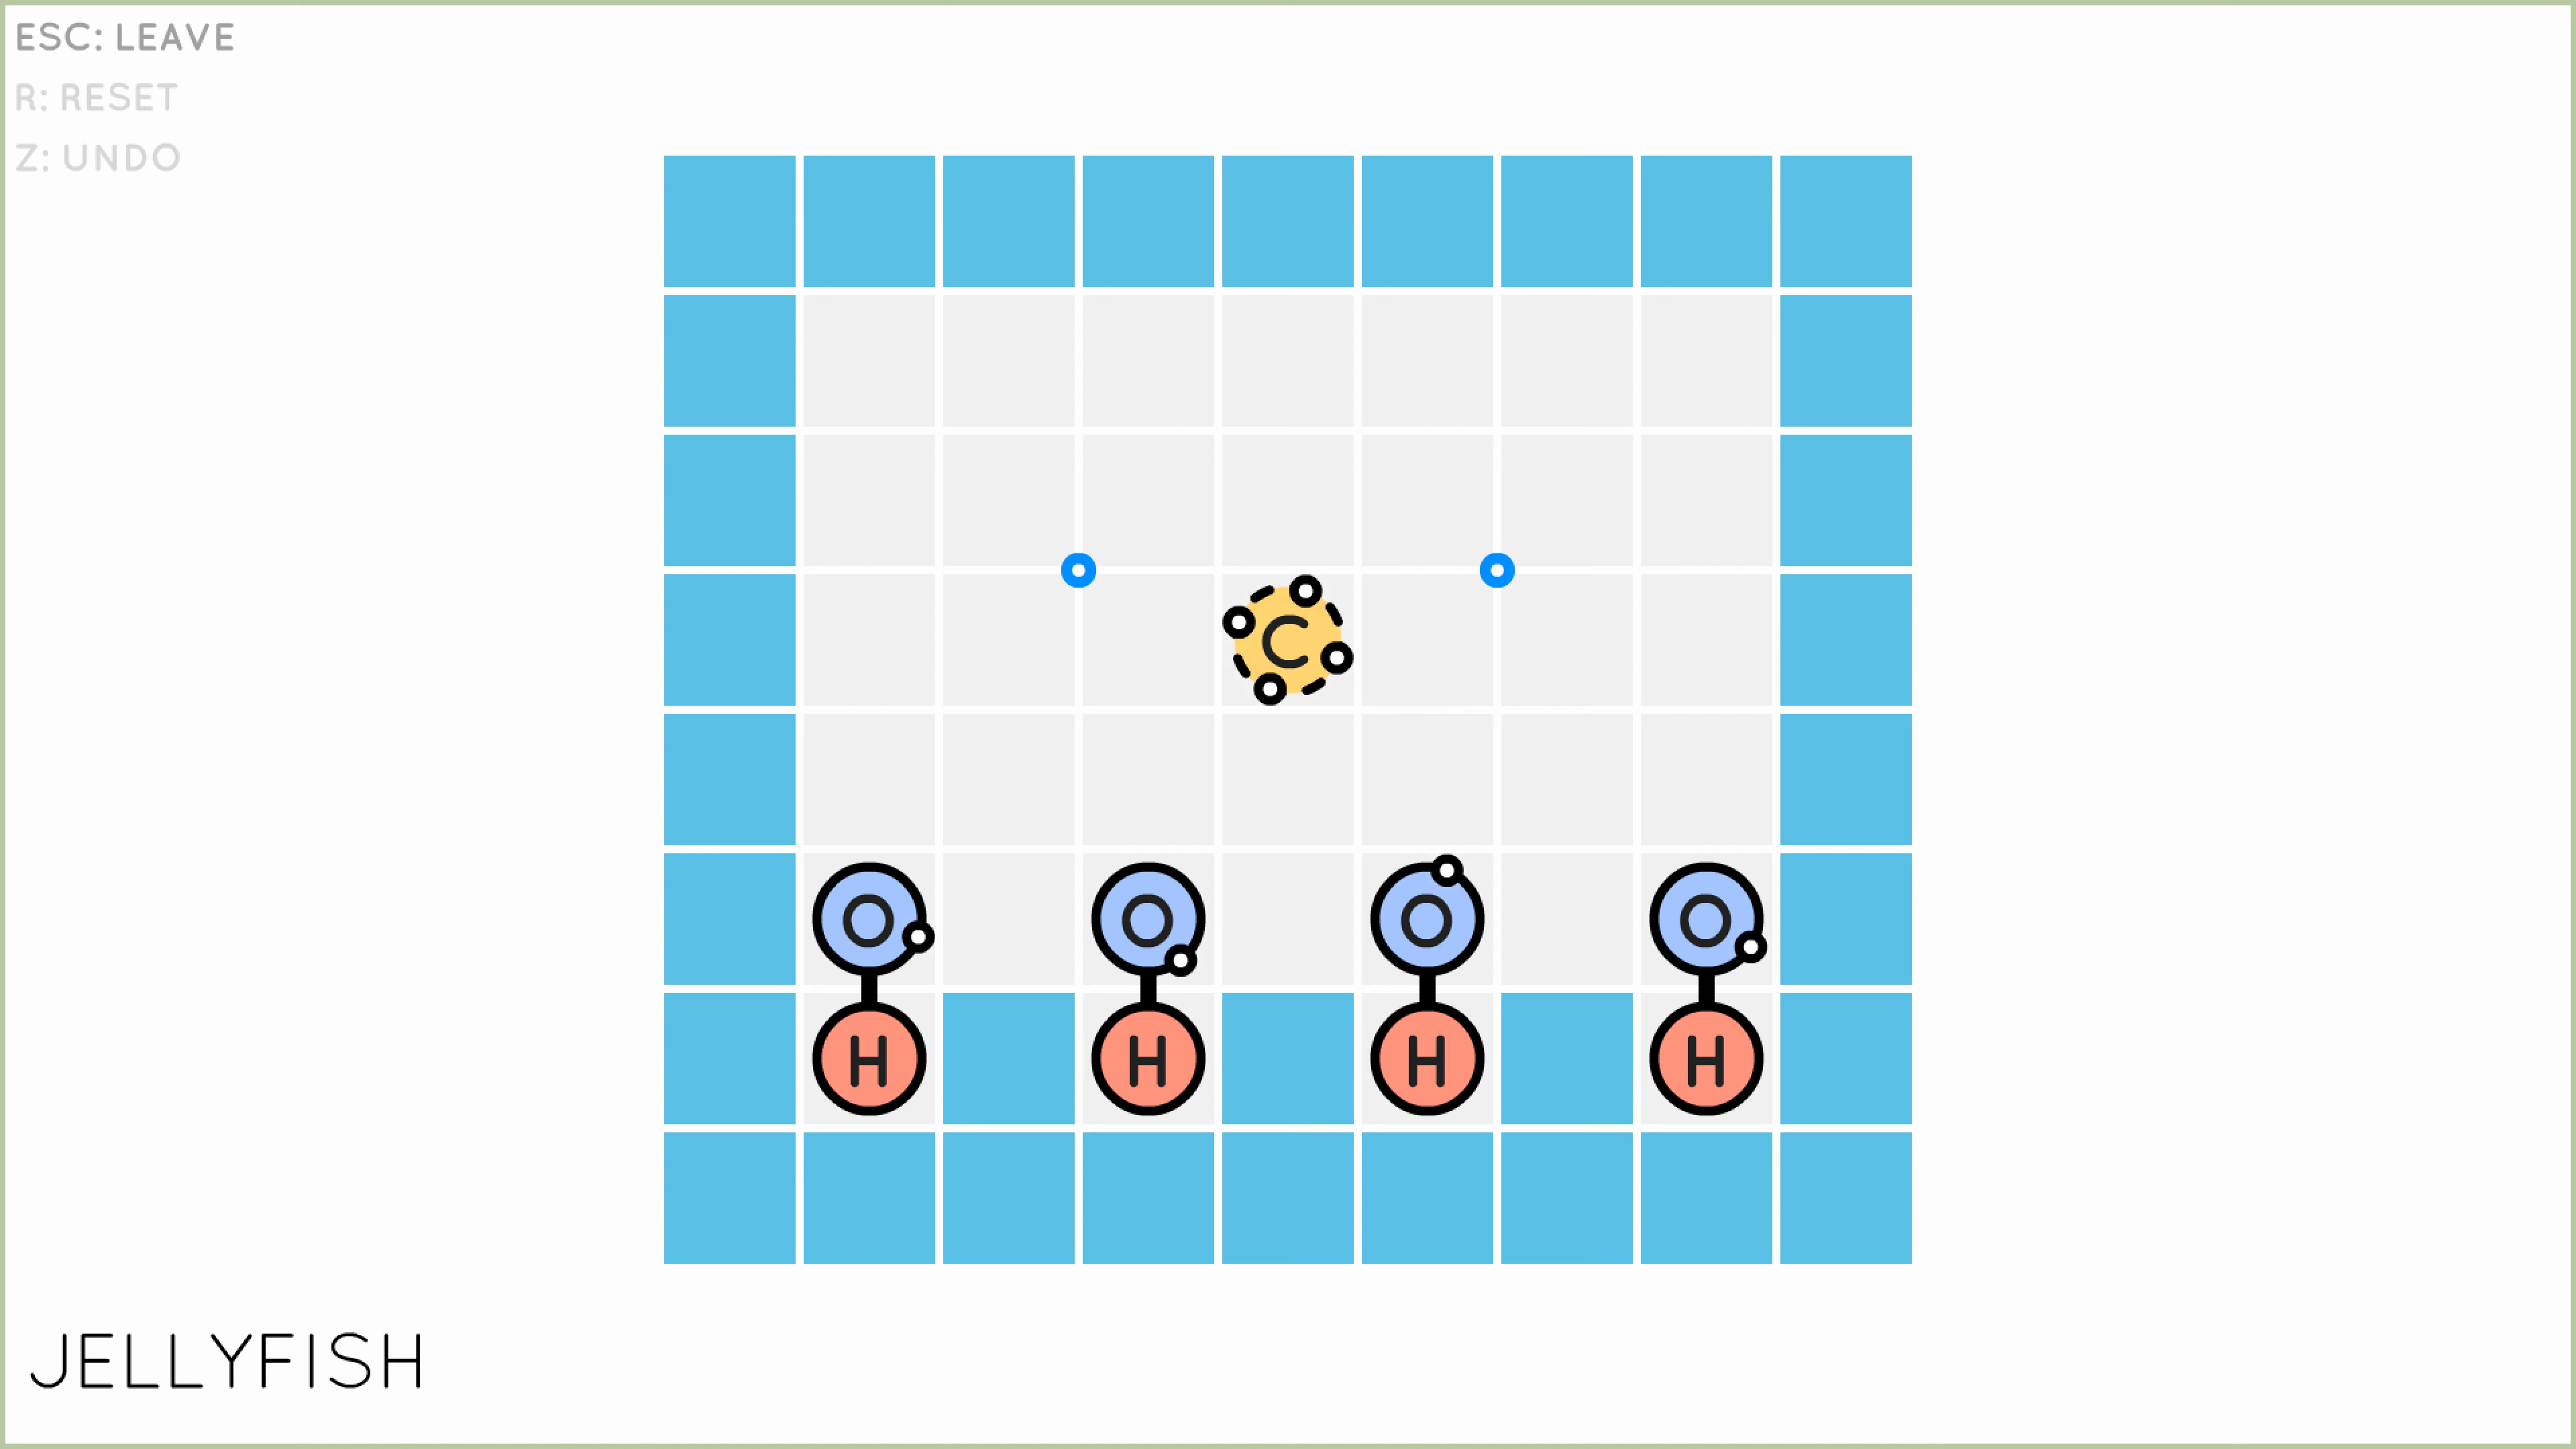 ESC: LEAVE
R: RESET
Z: UNDO
C
O O O O
H H H H
JELLYFISH